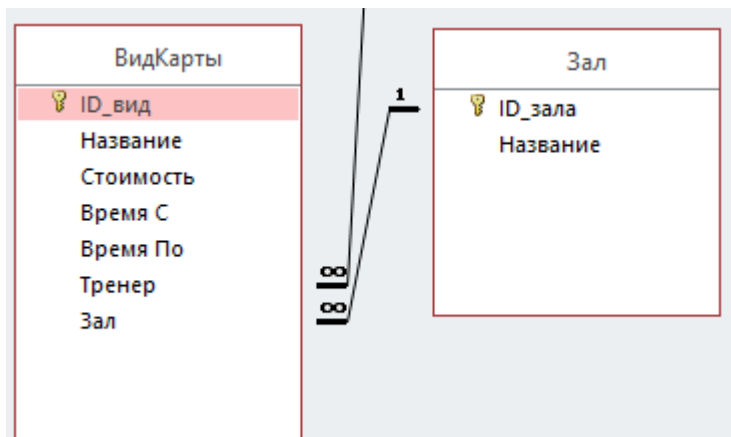 ВидКарты
ID_вид
Название
Стоимость
Время С
Время По
Тренер
Зал
∞
∞
1
Зал
ID_зала
Название